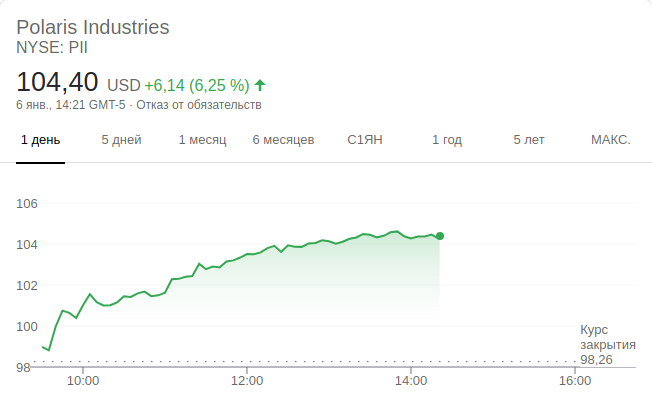 Polaris Industries
NYSE: PII
104,40 USD +6,14 (6,25 %)
6 янв., 14:21 GMT-5 · Отказ от обязательств
1 день 5 дней 1 месяц 6 месяцев С1ЯН 1 год 5 лет МАКС.
106
104
102
100
98
Курс
закрытия
98,26
10:00 12:00 14:00 16:00